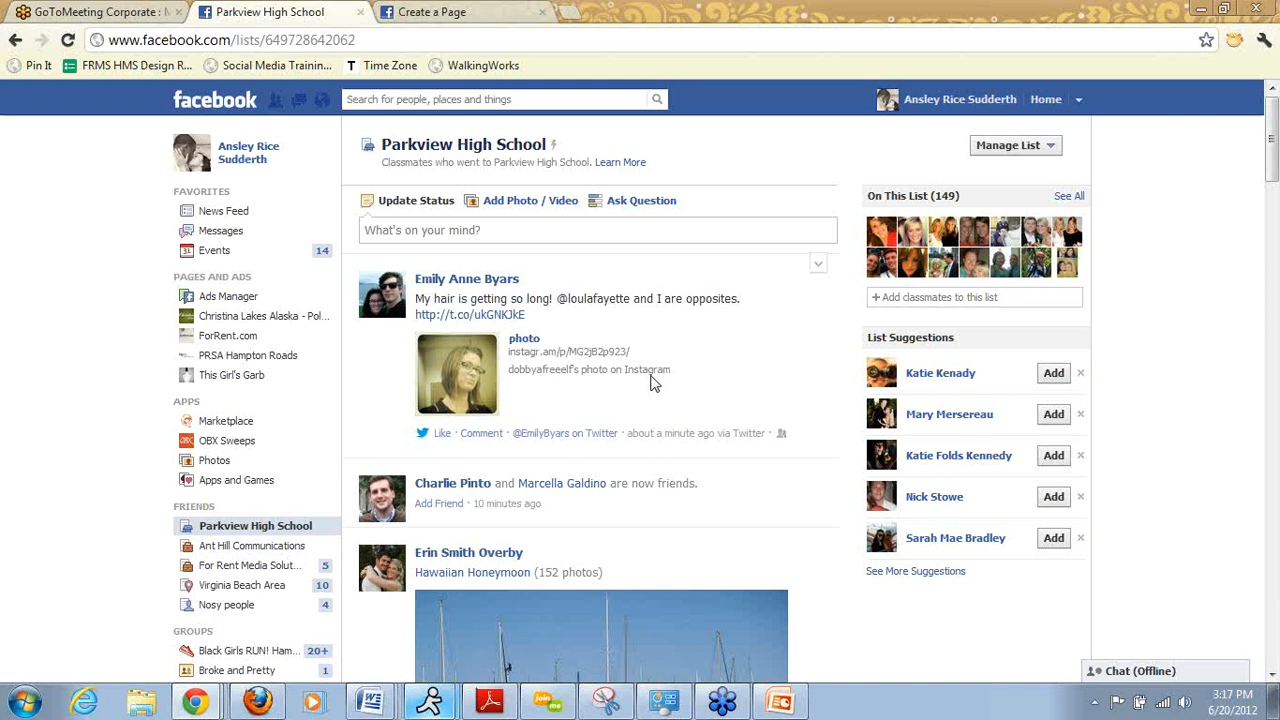 GoToMeeting Corporate : M
Parkview High School
Create a Page
www.facebook.com/lists/649728642062
Pin It
FRMS HMS Design R...
Social Media Trainin...
T Time Zone
WalkingWorks
facebook
Search for people, places and things
Ansley Rice Sudderth
Home
Ansley Rice
Sudderth
FAVORITES
News Feed
Messages
Events 14
PAGES AND ADS
Ads Manager
Christina Lakes Alaska - Pol...
ForRent.com
PRSA Hampton Roads
This Girl's Garb
APPS
Marketplace
OBX Sweeps
Photos
Apps and Games
FRIENDS
Parkview High School
Ant Hill Communications
For Rent Media Solut... 5
Virginia Beach Area 10
Nosy people 4
GROUPS
Black Girls RUN! Ham... 20+
Broke and Pretty 1
Parkview High School
Classmates who went to Parkview High School. Learn More
Manage List
Update Status
Add Photo / Video
Ask Question
What's on your mind?
Emily Anne Byars
My hair is getting so long! @loulafayette and I are opposites.
http://t.co/ukGNKJkE
photo
instagr.am/p/MG2jB2p923/
dobbyafreeelf's photo on Instagram
Like · Comment · @EmilyByars on Twitter · about a minute ago via Twitter ·
Charlie Pinto and Marcella Galdino are now friends.
Add Friend · 10 minutes ago
Erin Smith Overby
Hawaiian Honeymoon (152 photos)
On This List (149)
See All
+ Add classmates to this list
List Suggestions
Katie Kenady Add
Mary Mersereau Add
Katie Folds Kennedy Add
Nick Stowe Add
Sarah Mae Bradley Add
See More Suggestions
Chat (Offline)
3:17 PM
6/20/2012